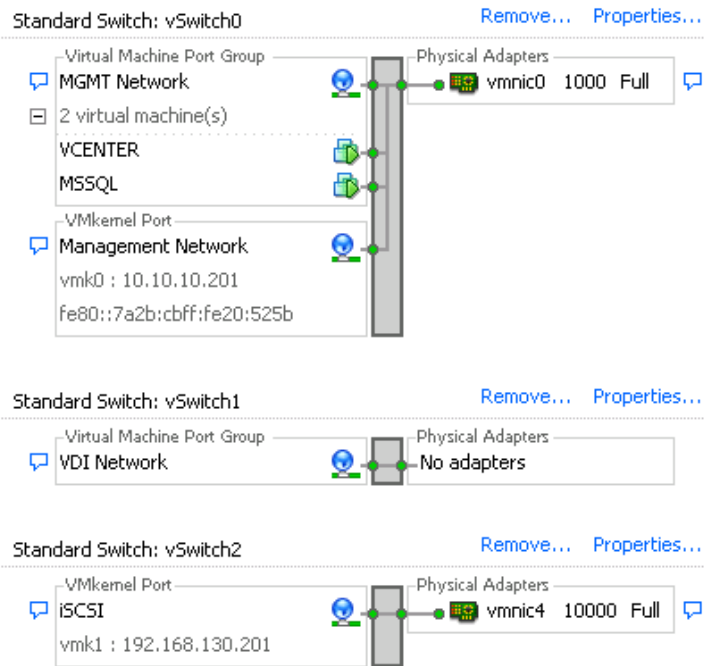 Standard Switch: vSwitch0 Remove... Properties...
Virtual Machine Port Group Physical Adapters
MGMT Network vmnic0 1000 Full
2 virtual machine(s)
VCENTER
MSSQL
VMkernel Port
Management Network
vmk0 : 10.10.10.201
fe80::7a2b:cbff:fe20:525b
Standard Switch: vSwitch1 Remove... Properties...
Virtual Machine Port Group Physical Adapters
VDI Network No adapters
Standard Switch: vSwitch2 Remove... Properties...
VMkernel Port Physical Adapters
iSCSI vmnic4 10000 Full
vmk1 : 192.168.130.201